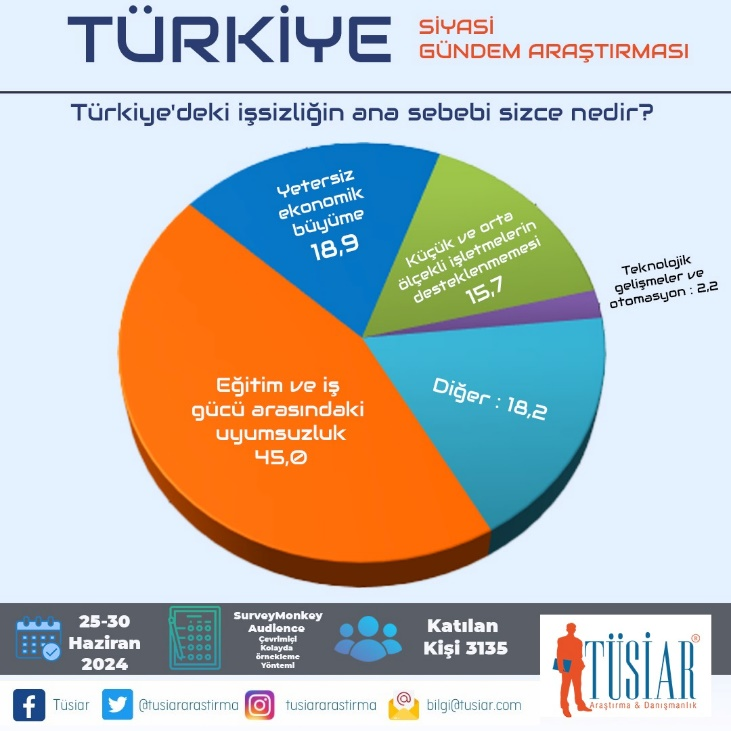 TÜRKİYE
SİYASİ
GÜNDEM ARAŞTIRMASI
Türkiye'deki işsizliğin ana sebebi sizce nedir?
Yetersiz
ekonomik
büyüme
18,9
Küçük ve orta
ölçekli işletmelerin
desteklenmemesi
15,7
Teknolojik
gelişmeler ve
otomasyon : 2,2
Diğer : 18,2
Eğitim ve iş
gücü arasındaki
uyumsuzluk
45,0
25-30
Haziran
2024
SurveyMonkey
Audience
Çevrimiçi
Kolayda
örnekleme
Yöntemi
Katılan
Kişi 3135
TÜSİAR®
Araştırma & Danışmanlık
Tüsiar
@tusiararastirma
tusiararastirma
bilgi@tusiar.com